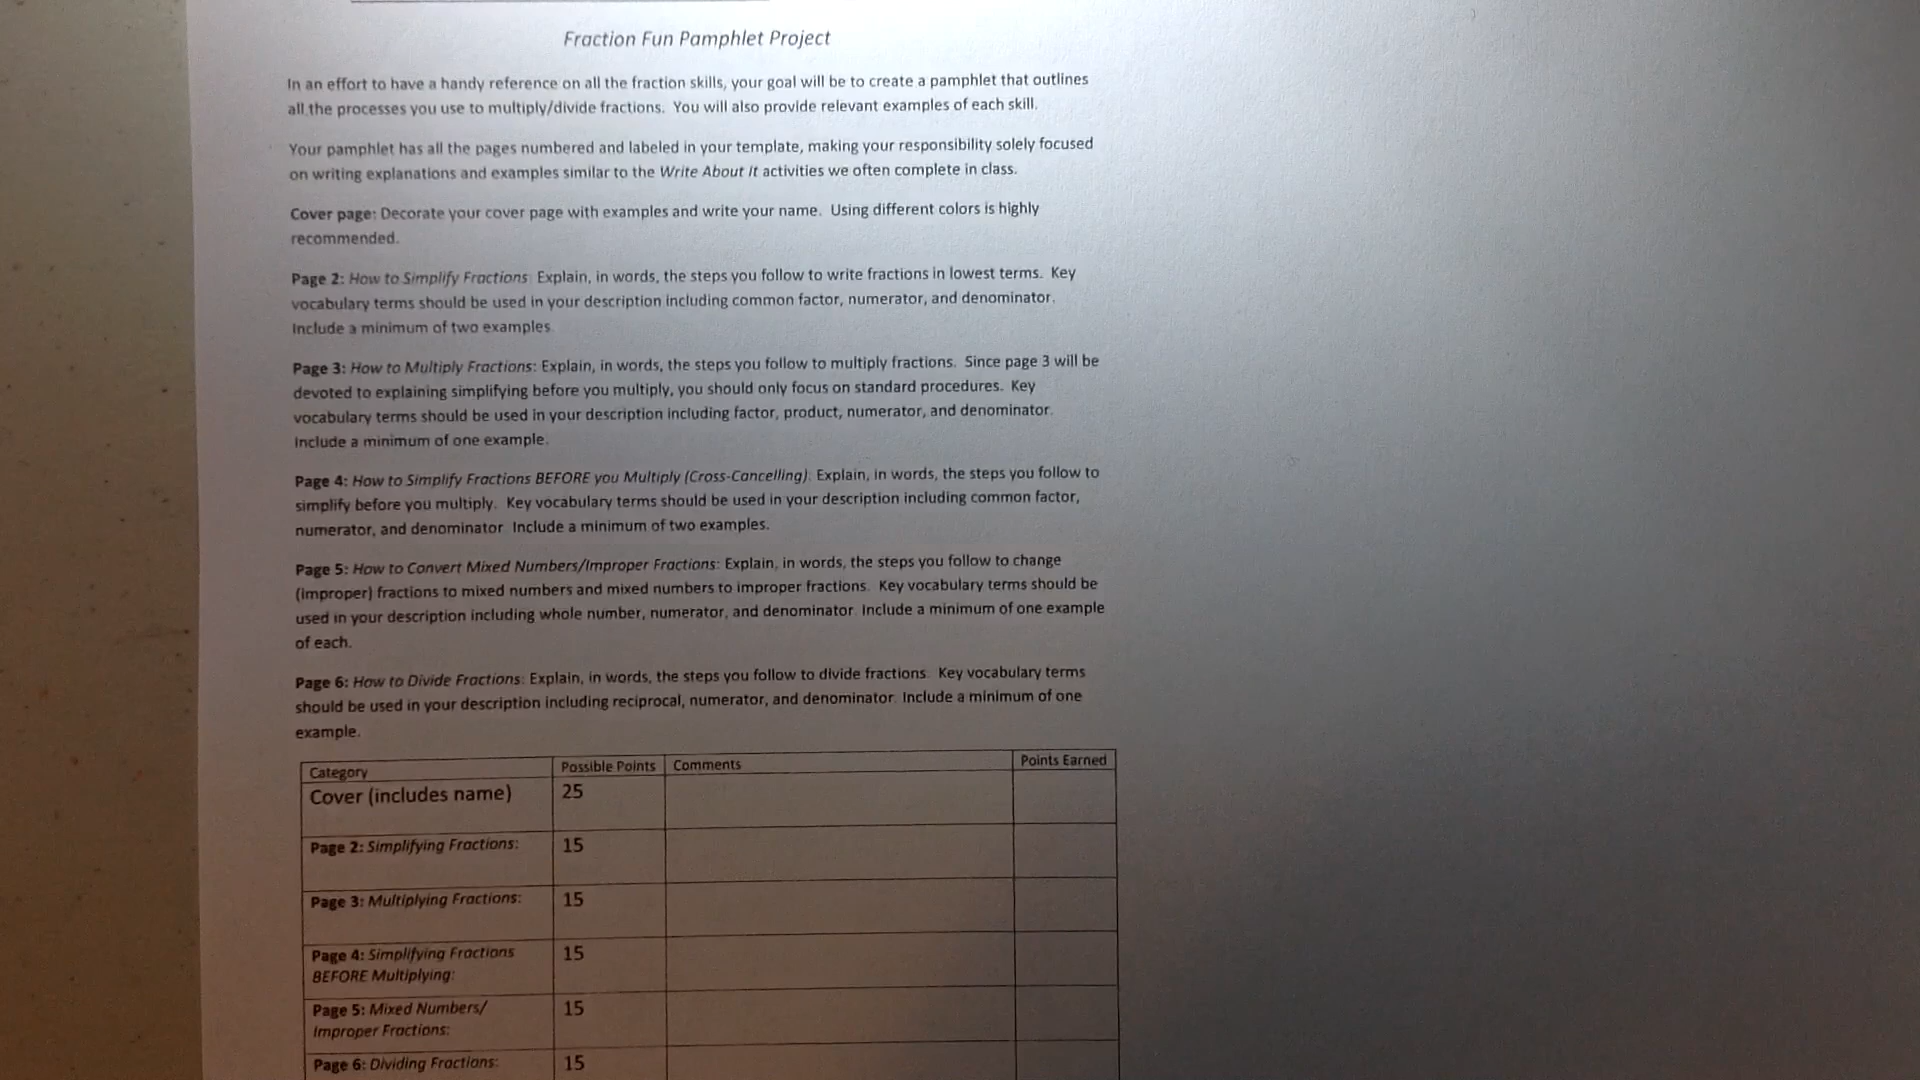 Fraction Fun Pamphlet Project
In an effort to have a handy reference on all the fraction skills, your goal will be to create a pamphlet that outlines
all the processes you use to multiply/divide fractions. You will also provide relevant examples of each skill.
Your pamphlet has all the pages numbered and labeled in your template, making your responsibility solely focused
on writing explanations and examples similar to the Write About It activities we often complete in class.
Cover page: Decorate your cover page with examples and write your name. Using different colors is highly
recommended.
Page 2: How to Simplify Fractions: Explain, in words, the steps you follow to write fractions in lowest terms. Key
vocabulary terms should be used in your description including common factor, numerator, and denominator.
Include a minimum of two examples.
Page 3: How to Multiply Fractions: Explain, in words, the steps you follow to multiply fractions. Since page 3 will be
devoted to explaining simplifying before you multiply, you should only focus on standard procedures. Key
vocabulary terms should be used in your description including factor, product, numerator, and denominator.
Include a minimum of one example.
Page 4: How to Simplify Fractions BEFORE you Multiply (Cross-Cancelling): Explain, in words, the steps you follow to
simplify before you multiply. Key vocabulary terms should be used in your description including common factor,
numerator, and denominator. Include a minimum of two examples.
Page 5: How to Convert Mixed Numbers/Improper Fractions: Explain, in words, the steps you follow to change
(improper) fractions to mixed numbers and mixed numbers to improper fractions. Key vocabulary terms should be
used in your description including whole number, numerator, and denominator. Include a minimum of one example
of each.
Page 6: How to Divide Fractions: Explain, in words, the steps you follow to divide fractions. Key vocabulary terms
should be used in your description including reciprocal, numerator, and denominator. Include a minimum of one
example.
Category Possible Points Comments Points Earned
Cover (includes name) 25
Page 2: Simplifying Fractions: 15
Page 3: Multiplying Fractions: 15
Page 4: Simplifying Fractions 15
BEFORE Multiplying:
Page 5: Mixed Numbers/ 15
Improper Fractions:
Page 6: Dividing Fractions: 15